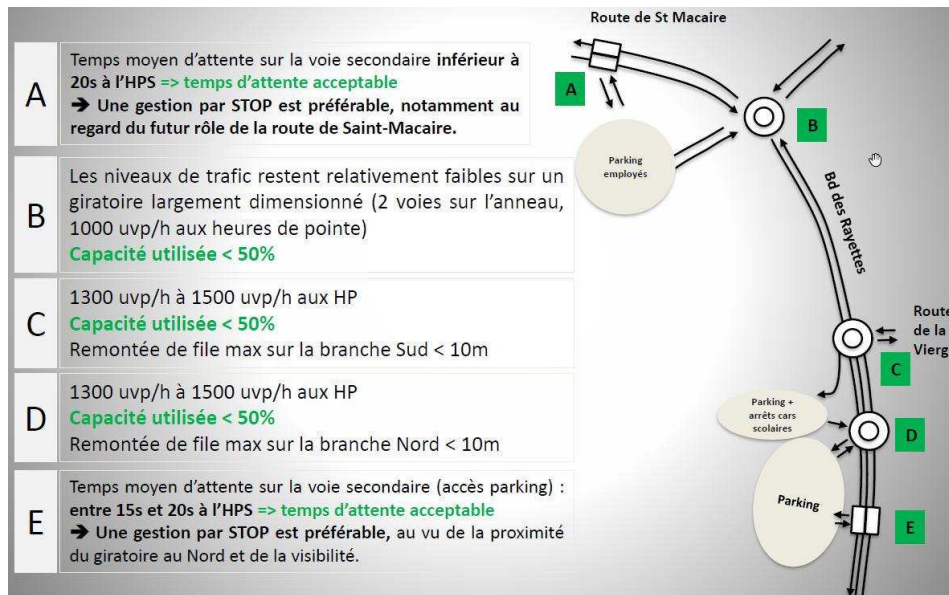 Route de St Macaire
A
Temps moyen d'attente sur la voie secondaire inférieur à
20s à l'HPS => temps d'attente acceptable
➔ Une gestion par STOP est préférable, notamment au
regard du futur rôle de la route de Saint-Macaire.
B
Les niveaux de trafic restent relativement faibles sur un
giratoire largement dimensionné (2 voies sur l'anneau,
1000 uvp/h aux heures de pointe)
Capacité utilisée < 50%
C
1300 uvp/h à 1500 uvp/h aux HP
Capacité utilisée < 50%
Remontée de file max sur la branche Sud < 10m
D
1300 uvp/h à 1500 uvp/h aux HP
Capacité utilisée < 50%
Remontée de file max sur la branche Nord < 10m
E
Temps moyen d'attente sur la voie secondaire (accès parking) :
entre 15s et 20s à l'HPS => temps d'attente acceptable
➔ Une gestion par STOP est préférable, au vu de la proximité
du giratoire au Nord et de la visibilité.
A
B
Parking
employés
Bd des Rayettes
Route
de la
Vierg
C
Parking +
arrêts cars
scolaires
D
Parking
E